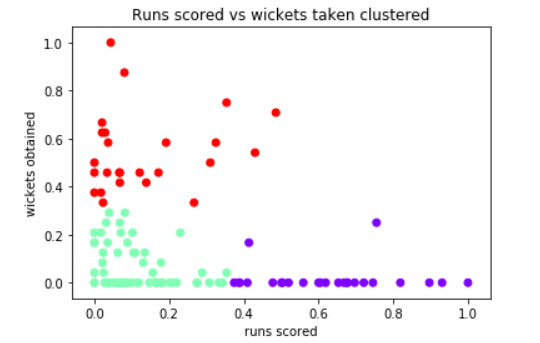 Runs scored vs wickets taken clustered
1.0
0.8
0.6
0.4
0.2
0.0
wickets obtained
0.0 0.2 0.4 0.6 0.8 1.0
runs scored